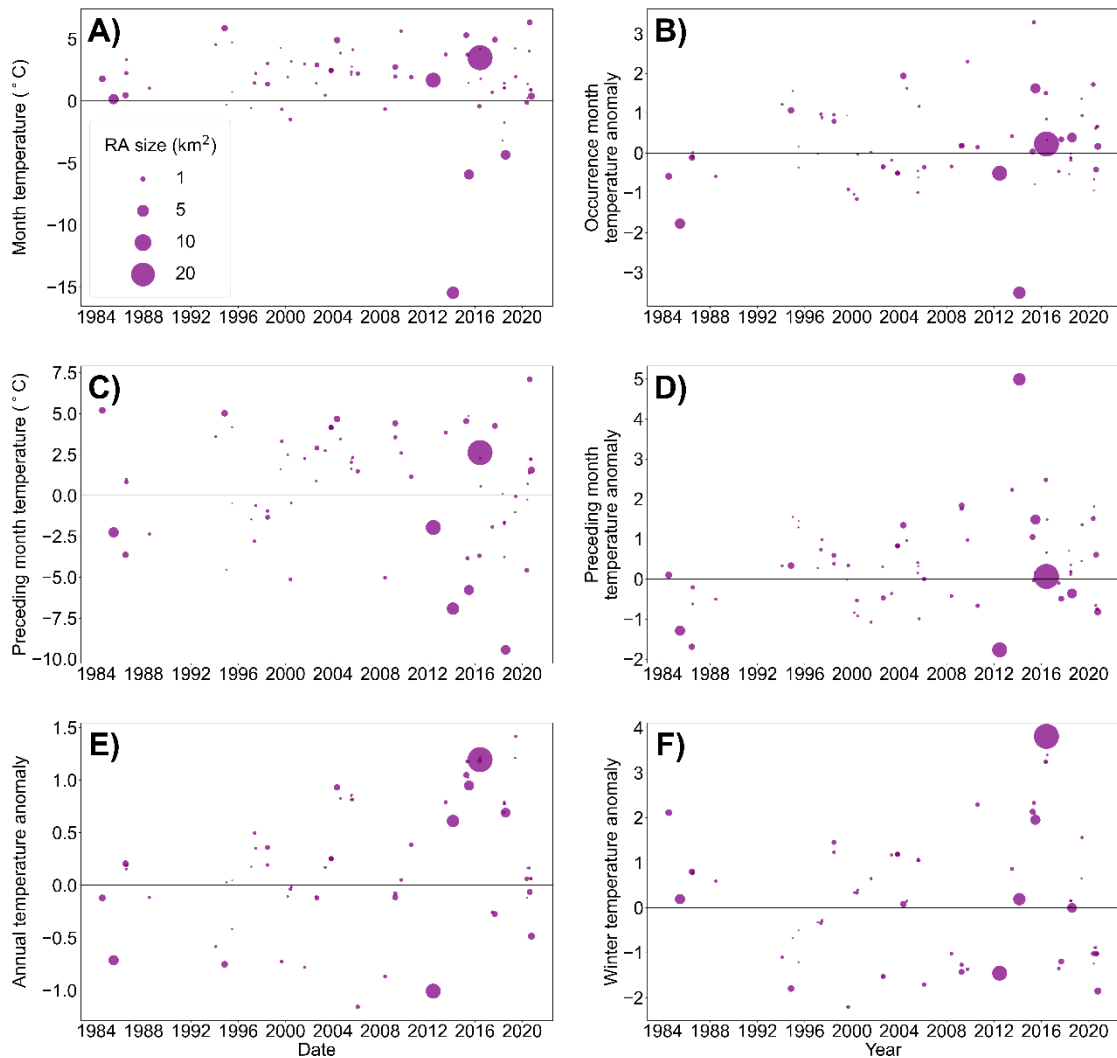 A)
Month temperature (°C)
5
0
−5
−10
−15
RA size (km²)
1
5
10
20
1984 1988 1992 1996 2000 2004 2008 2012 2016 2020
B)
Occurrence month
temperature anomaly
3
2
1
0
−1
−2
−3
1984 1988 1992 1996 2000 2004 2008 2012 2016 2020
C)
Preceding month temperature (°C)
7.5
5.0
2.5
0.0
−2.5
−5.0
−7.5
−10.0
1984 1988 1992 1996 2000 2004 2008 2012 2016 2020
D)
Preceding month
temperature anomaly
5
4
3
2
1
0
−1
−2
1984 1988 1992 1996 2000 2004 2008 2012 2016 2020
E)
Annual temperature anomaly
1.5
1.0
0.5
0.0
−0.5
−1.0
1984 1988 1992 1996 2000 2004 2008 2012 2016 2020
Date
F)
Winter temperature anomaly
4
3
2
1
0
−1
−2
1984 1988 1992 1996 2000 2004 2008 2012 2016 2020
Year